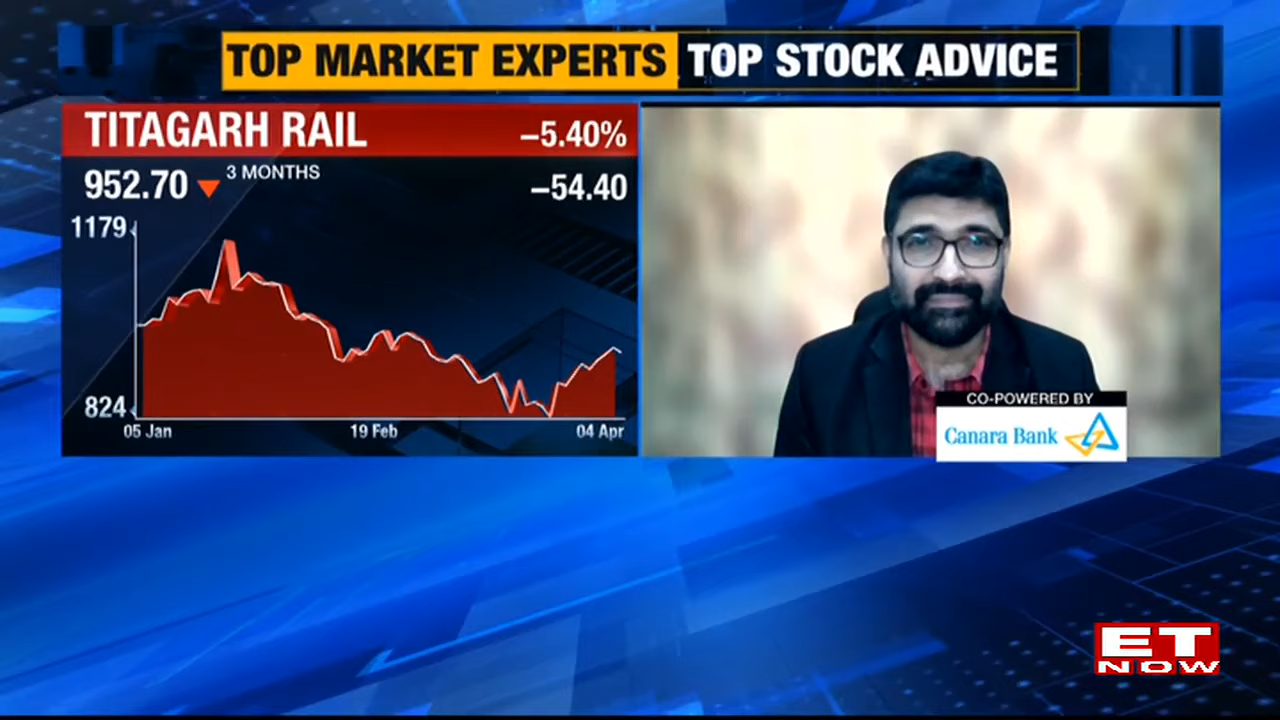 TOP MARKET EXPERTS TOP STOCK ADVICE
TITAGARH RAIL –5.40%
952.70 3 MONTHS –54.40
1179
824
05 Jan 19 Feb 04 Apr
CO-POWERED BY
Canara Bank
ET
NOW